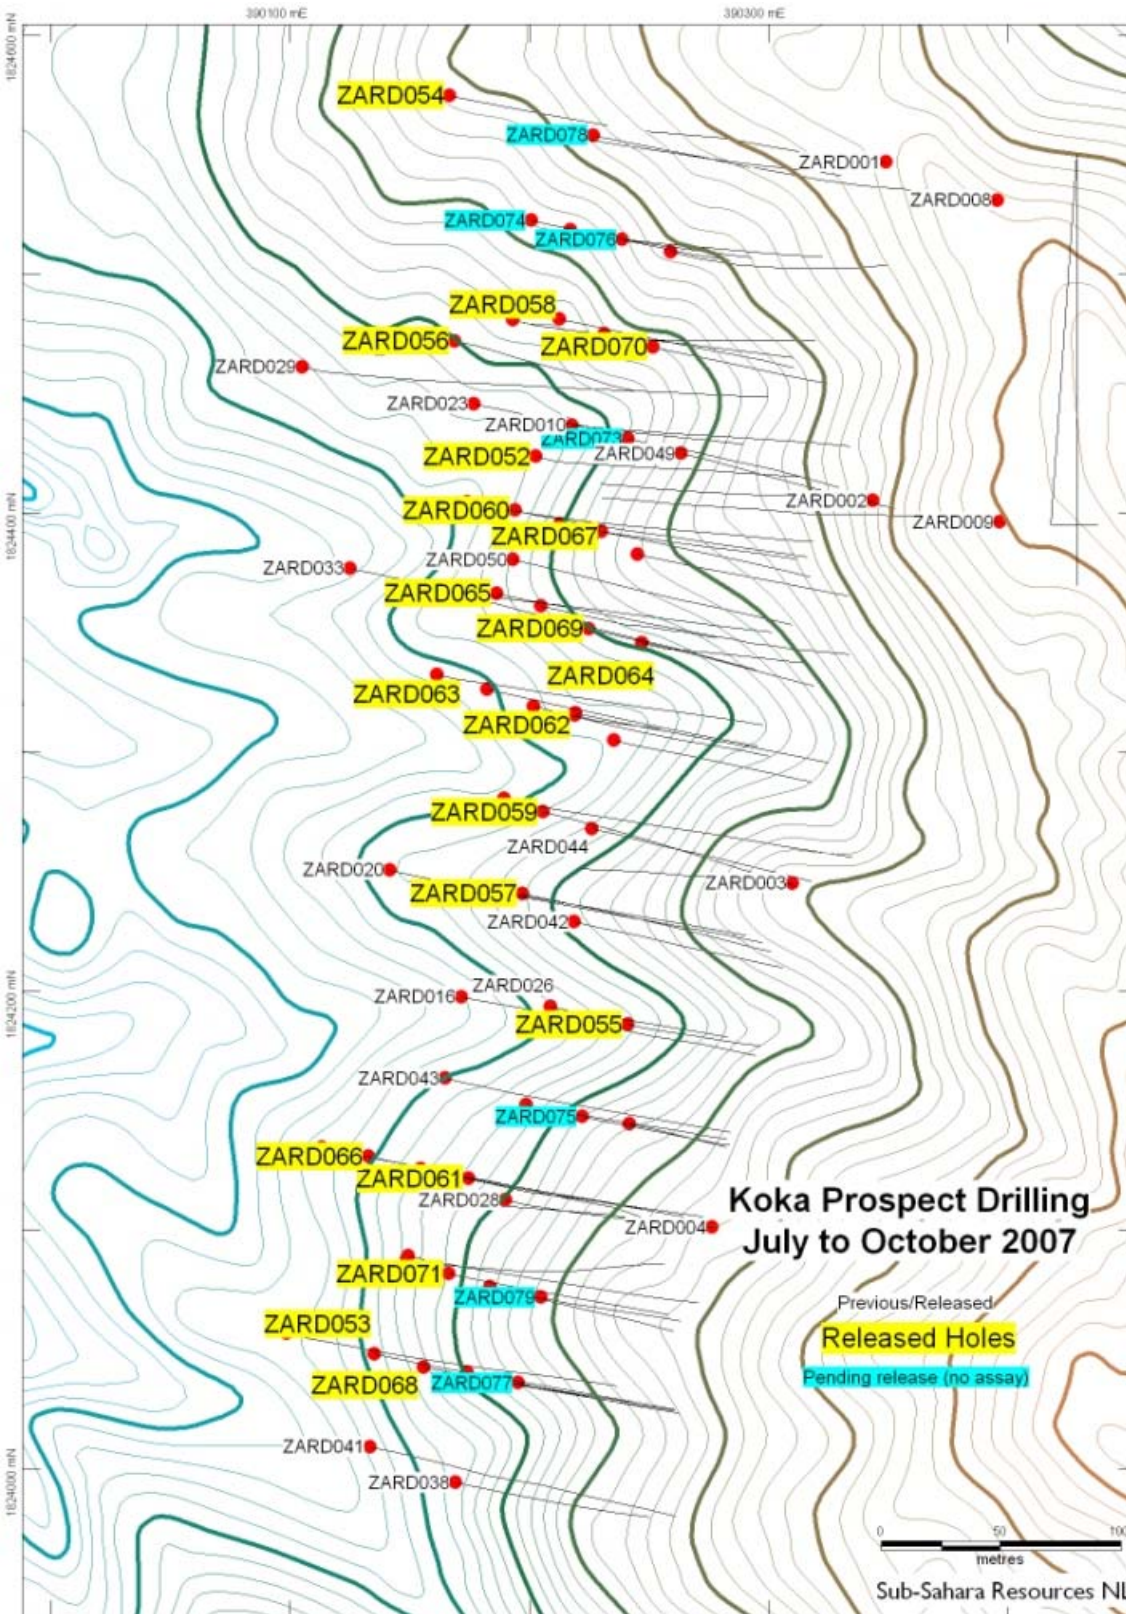 390100 mE
390300 mE
1824600 mN
ZARD054
ZARD078
ZARD001
ZARD008
ZARD074
ZARD076
ZARD058
ZARD056
ZARD070
ZARD029
ZARD023
ZARD010
ZARD073
ZARD052
ZARD049
ZARD002
1824400 mN
ZARD060
ZARD009
ZARD067
ZARD050
ZARD033
ZARD065
ZARD069
ZARD064
ZARD063
ZARD062
ZARD059
ZARD044
ZARD020
ZARD003
ZARD057
ZARD042
ZARD026
1824200 mN
ZARD016
ZARD055
ZARD043
ZARD075
ZARD066
ZARD061
ZARD028
ZARD004
Koka Prospect Drilling
July to October 2007
ZARD071
ZARD079
Previous/Released
ZARD053
Released Holes
Pending release (no assay)
ZARD068
ZARD077
ZARD041
1824000 mN
ZARD038
0 50 100
metres
Sub-Sahara Resources NL